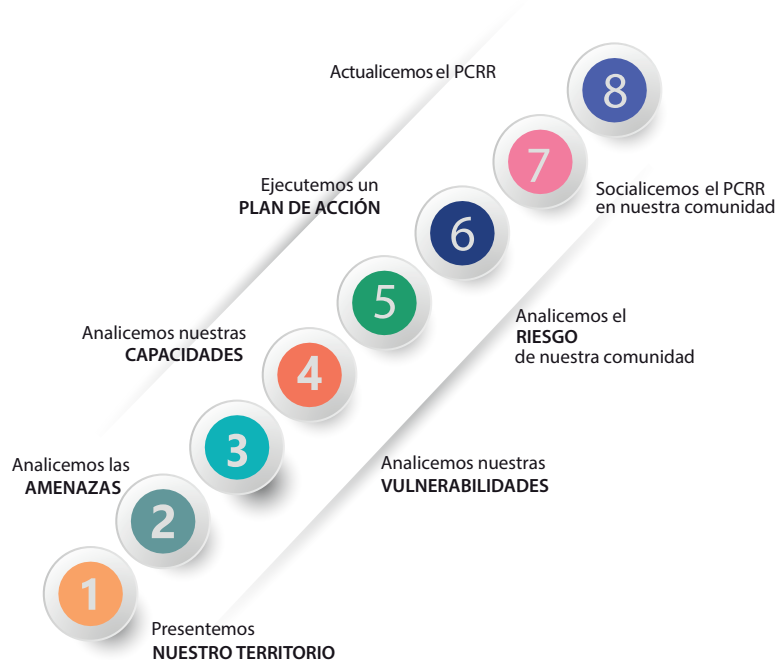 Actualicemos el PCRR
8
7
Ejecutemos un
PLAN DE ACCIÓN
Socialicemos el PCRR
en nuestra comunidad
6
5
Analicemos nuestras
CAPACIDADES
Analicemos el
RIESGO
de nuestra comunidad
4
3
Analicemos las
AMENAZAS
Analicemos nuestras
VULNERABILIDADES
2
1
Presentemos
NUESTRO TERRITORIO